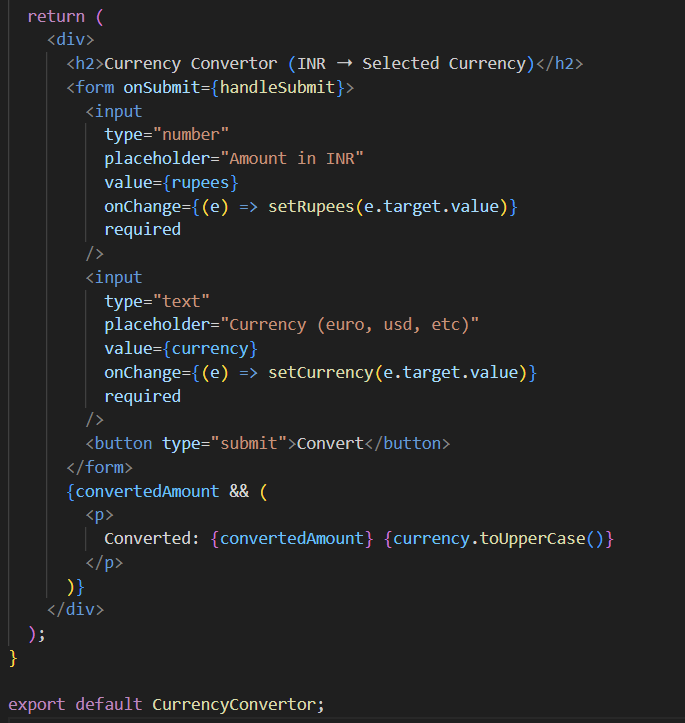 return (
<div>
<h2>Currency Convertor (INR → Selected Currency)</h2>
<form onSubmit={handleSubmit}>
<input
type="number"
placeholder="Amount in INR"
value={rupees}
onChange={(e) => setRupees(e.target.value)}
required
/>
<input
type="text"
placeholder="Currency (euro, usd, etc)"
value={currency}
onChange={(e) => setCurrency(e.target.value)}
required
/>
<button type="submit">Convert</button>
</form>
{convertedAmount && (
<p>
Converted: {convertedAmount} {currency.toUpperCase()}
</p>
)}
</div>
);
}
export default CurrencyConvertor;